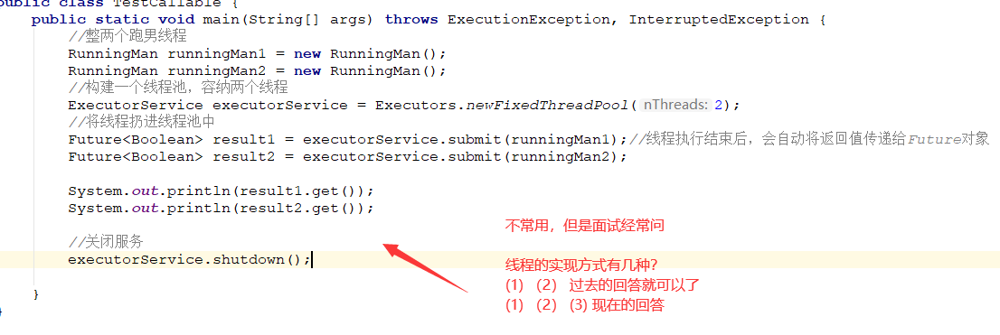 public class TestCallable {
public static void main(String[] args) throws ExecutionException, InterruptedException {
//整两个跑男线程
RunningMan runningMan1 = new RunningMan();
RunningMan runningMan2 = new RunningMan();
//构建一个线程池，容纳两个线程
ExecutorService executorService = Executors.newFixedThreadPool( nThreads: 2);
//将线程扔进线程池中
Future<Boolean> result1 = executorService.submit(runningMan1);//线程执行结束后，会自动将返回值传递给Future对象
Future<Boolean> result2 = executorService.submit(runningMan2);
System.out.println(result1.get());
System.out.println(result2.get());
不常用，但是面试经常问
//关闭服务
executorService.shutdown();
线程的实现方式有几种？
(1) （2） 过去的回答就可以了
(1) （2） (3) 现在的回答
}
}